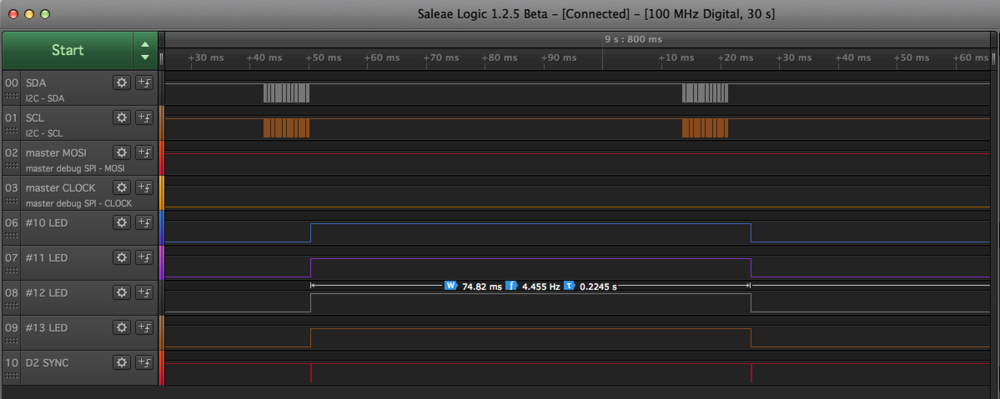 Saleae Logic 1.2.5 Beta – [Connected] – [100 MHz Digital, 30 s]
Start
9 s : 800 ms
+30 ms +40 ms +50 ms +60 ms +70 ms +80 ms +90 ms +10 ms +20 ms +30 ms +40 ms +50 ms +60 ms
00 SDA
I2C - SDA
01 SCL
I2C - SCL
02 master MOSI
master debug SPI - MOSI
03 master CLOCK
master debug SPI - CLOCK
06 #10 LED
07 #11 LED
W 74.82 ms f 4.455 Hz τ 0.2245 s
08 #12 LED
09 #13 LED
10 D2 SYNC